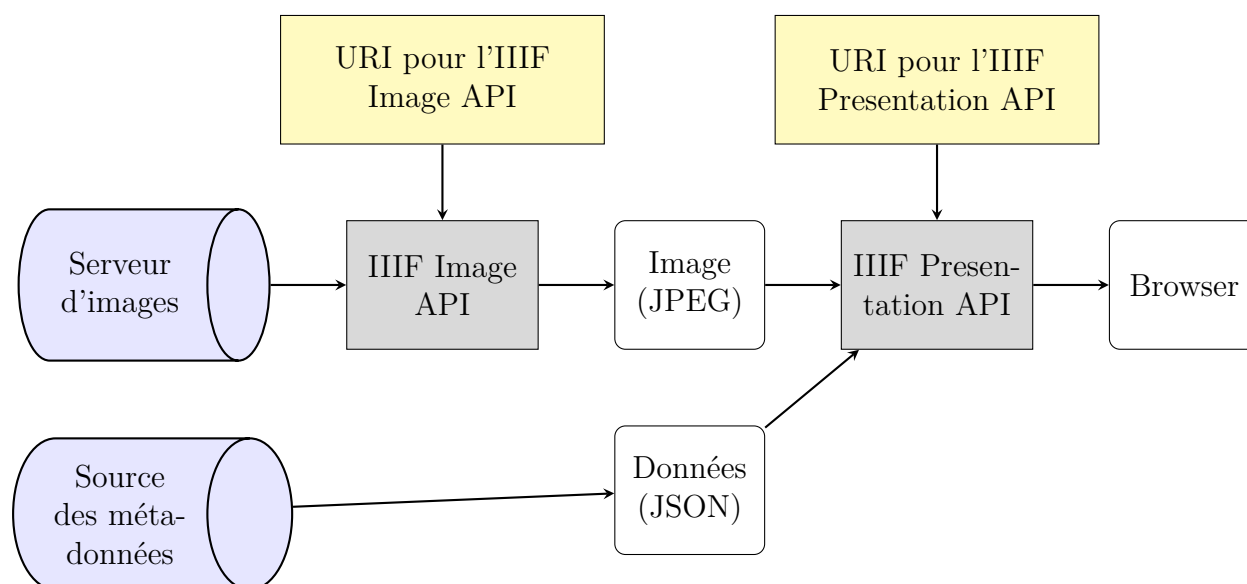 URI pour l'IIIF
Image API
URI pour l'IIIF
Presentation API
Serveur
d'images
IIIF Image
API
Image
(JPEG)
IIIF Presen-
tation API
Browser
Source
des méta-
données
Données
(JSON)